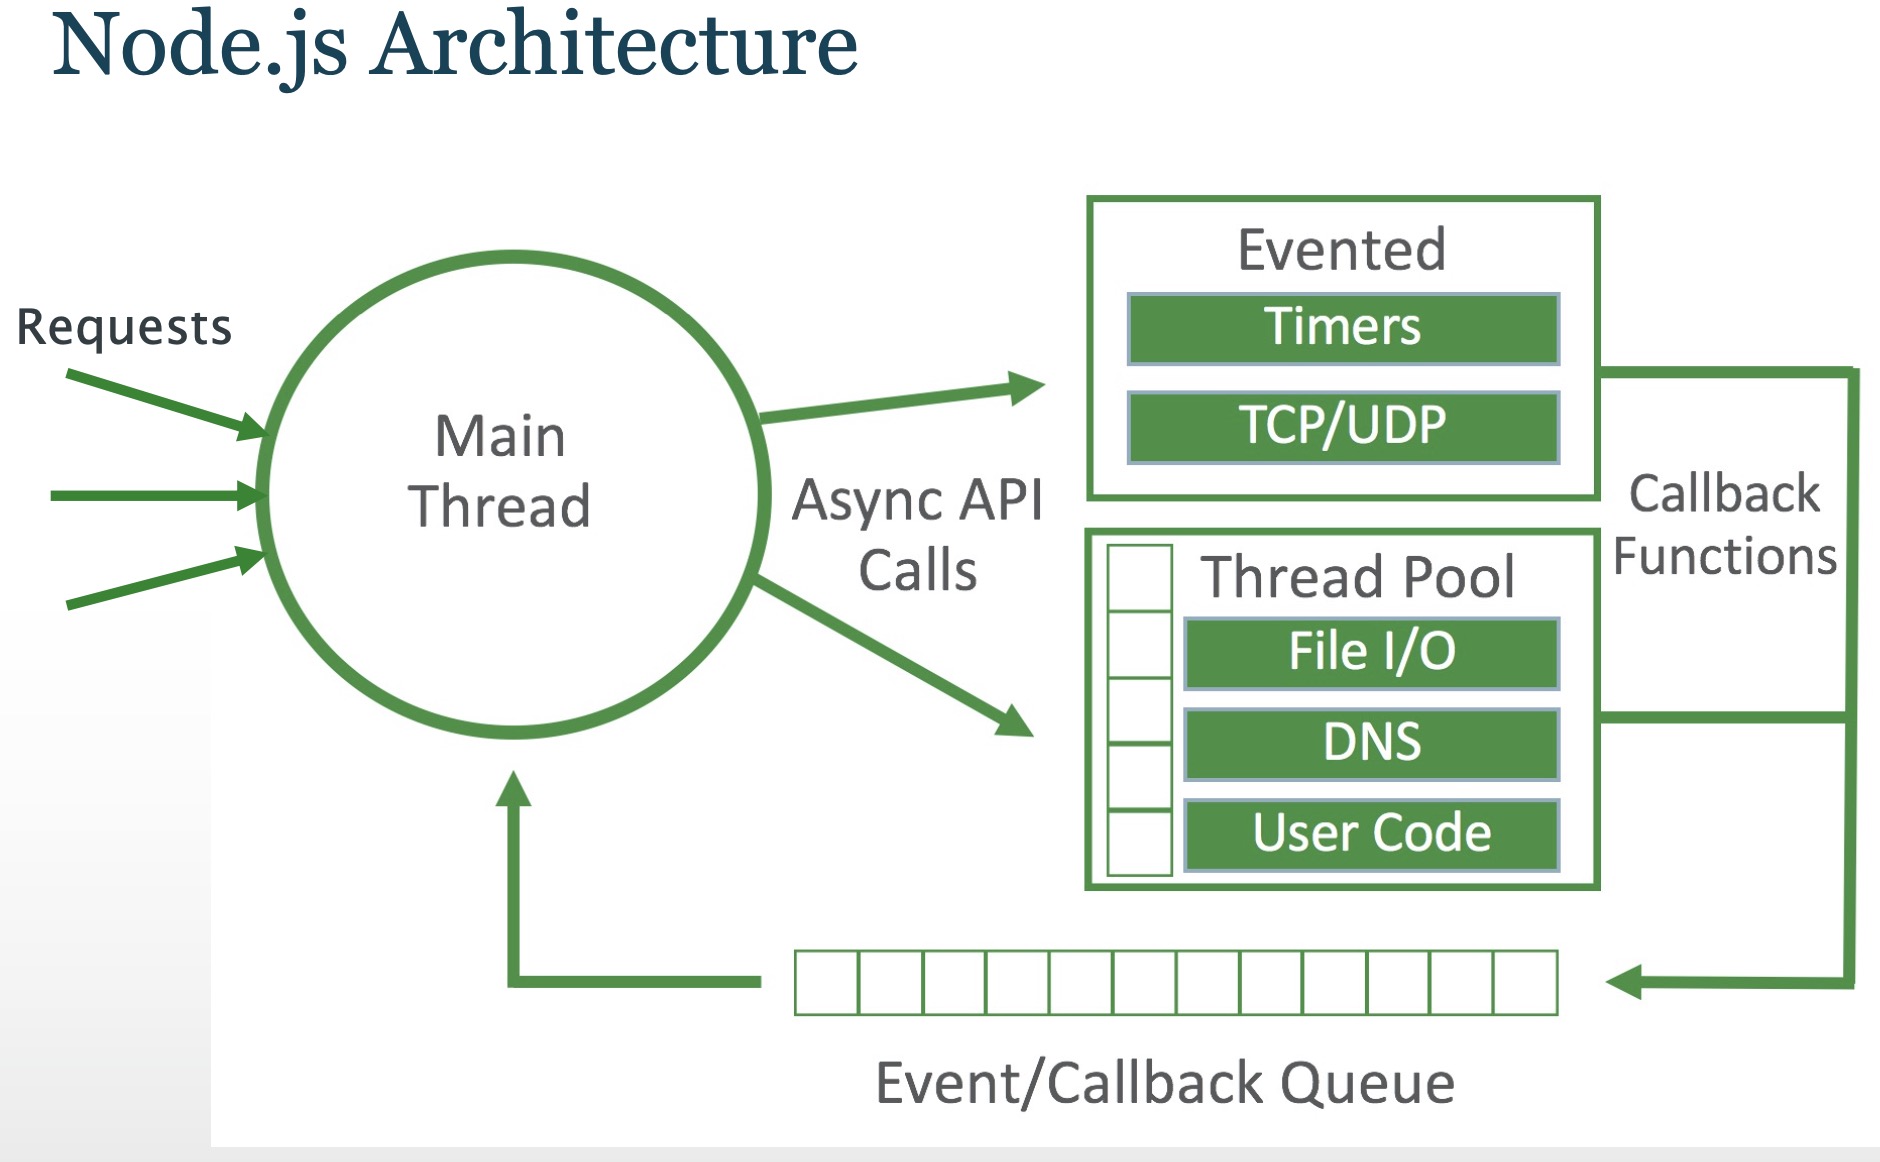 Node.js Architecture
Requests
Main
Thread
Async API
Calls
Evented
Timers
TCP/UDP
Thread Pool
File I/O
DNS
User Code
Callback
Functions
Event/Callback Queue